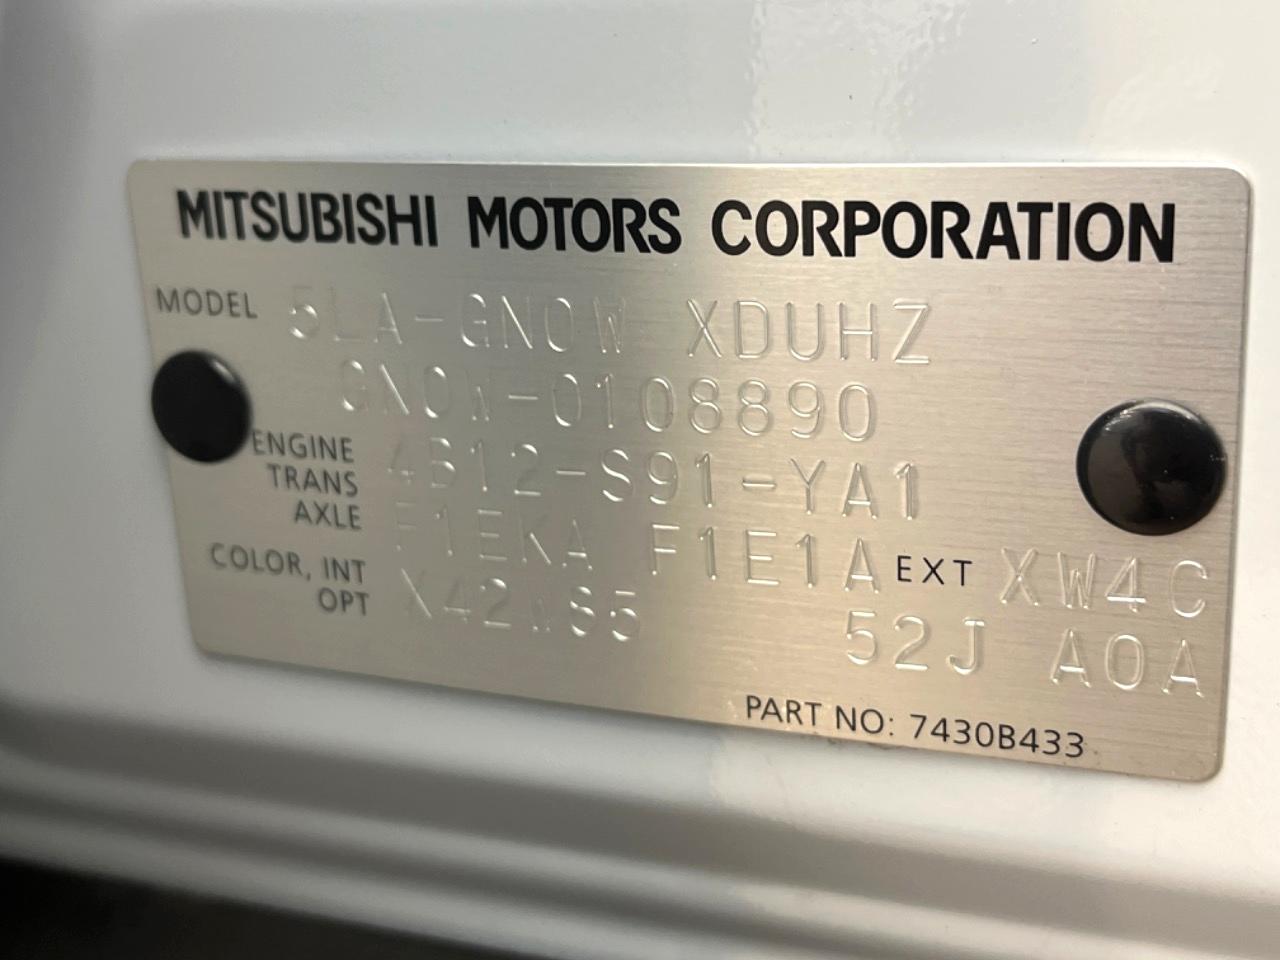 MITSUBISHI MOTORS CORPORATION
MODEL 5LA-GN0W XDUHZ
GN0W-0108890
ENGINE 4B12-S91-YA1
TRANS
AXLE F1EKA F1E1A
COLOR, INT EXT XW4C
OPT 52J A0A
PART NO: 7430B433